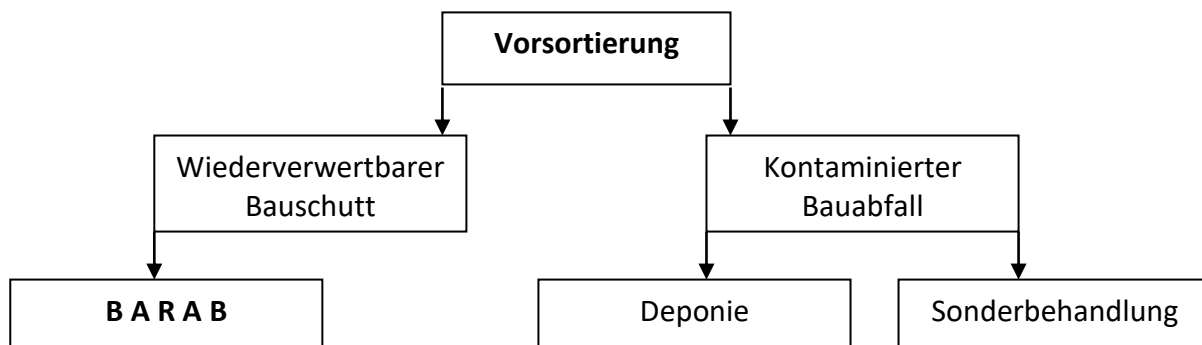 Vorsortierung
Wiederverwertbarer
Bauschutt
Kontaminierter
Bauabfall
B A R A B
Deponie
Sonderbehandlung